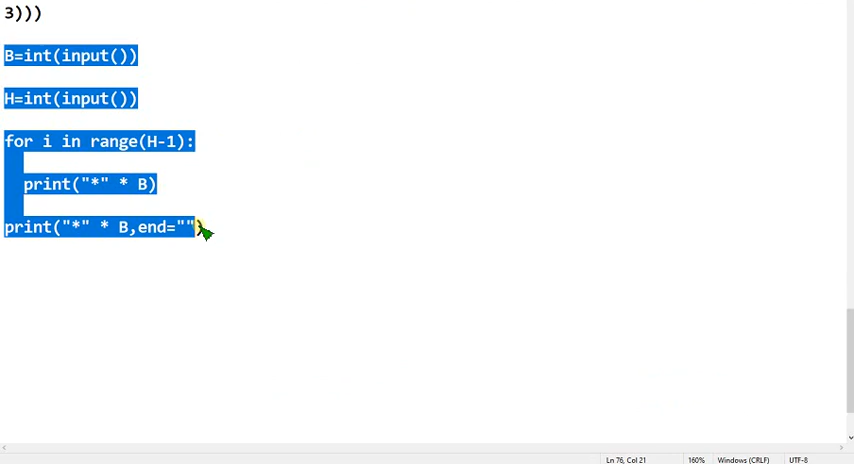 3)))
B=int(input())
H=int(input())
for i in range(H-1):
print("*" * B)
print("*" * B,end="")
Ln 76, Col 21 160% Windows (CRLF) UTF-8